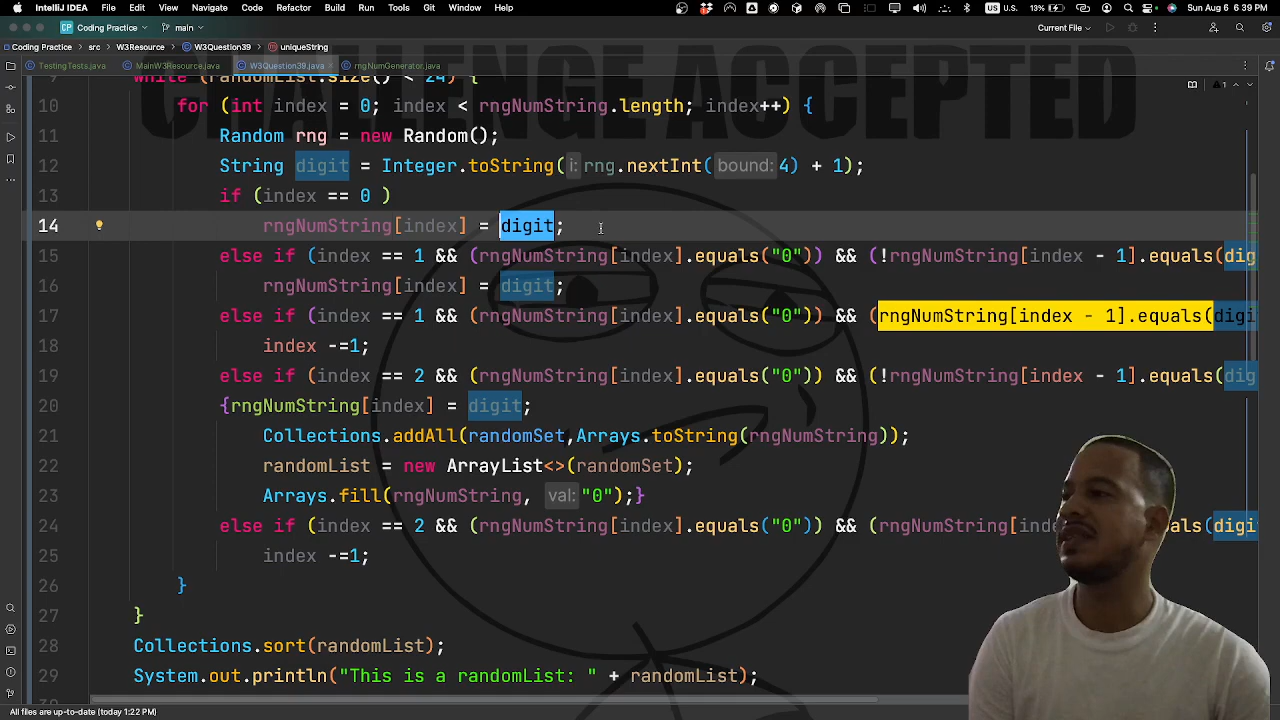 IntelliJ IDEA File Edit View Navigate Code Refactor Build Run Tools Git Window Help U.S. 13% Sun Aug 6 6:39 PM
CP Coding Practice main Current File
Coding Practice src W3Resource W3Question39 uniqueString
TestingTests.java MainW3Resource.java W3Question39.java rngNumGenerator.java
CHALLENGE ACCEPTED
9 while (randomList.size() < 24) {
10 for (int index = 0; index < rngNumString.length; index++) {
11 Random rng = new Random();
12 String digit = Integer.toString( i: rng.nextInt( bound: 4) + 1);
13 if (index == 0 )
14 rngNumString[index] = digit;
15 else if (index == 1 && (rngNumString[index].equals("0")) && (!rngNumString[index - 1].equals(dig
16 rngNumString[index] = digit;
17 else if (index == 1 && (rngNumString[index].equals("0")) && (rngNumString[index - 1].equals(digi
18 index -=1;
19 else if (index == 2 && (rngNumString[index].equals("0")) && (!rngNumString[index - 1].equals(dig
20 {rngNumString[index] = digit;
21 Collections.addAll(randomSet,Arrays.toString(rngNumString));
22 randomList = new ArrayList<>(randomSet);
23 Arrays.fill(rngNumString, val: "0");}
24 else if (index == 2 && (rngNumString[index].equals("0")) && (rngNumString[inde uals(digi
25 index -=1;
26 }
27 }
28 Collections.sort(randomList);
29 System.out.println("This is a randomList: " + randomList);
All files are up-to-date (today 1:22 PM)